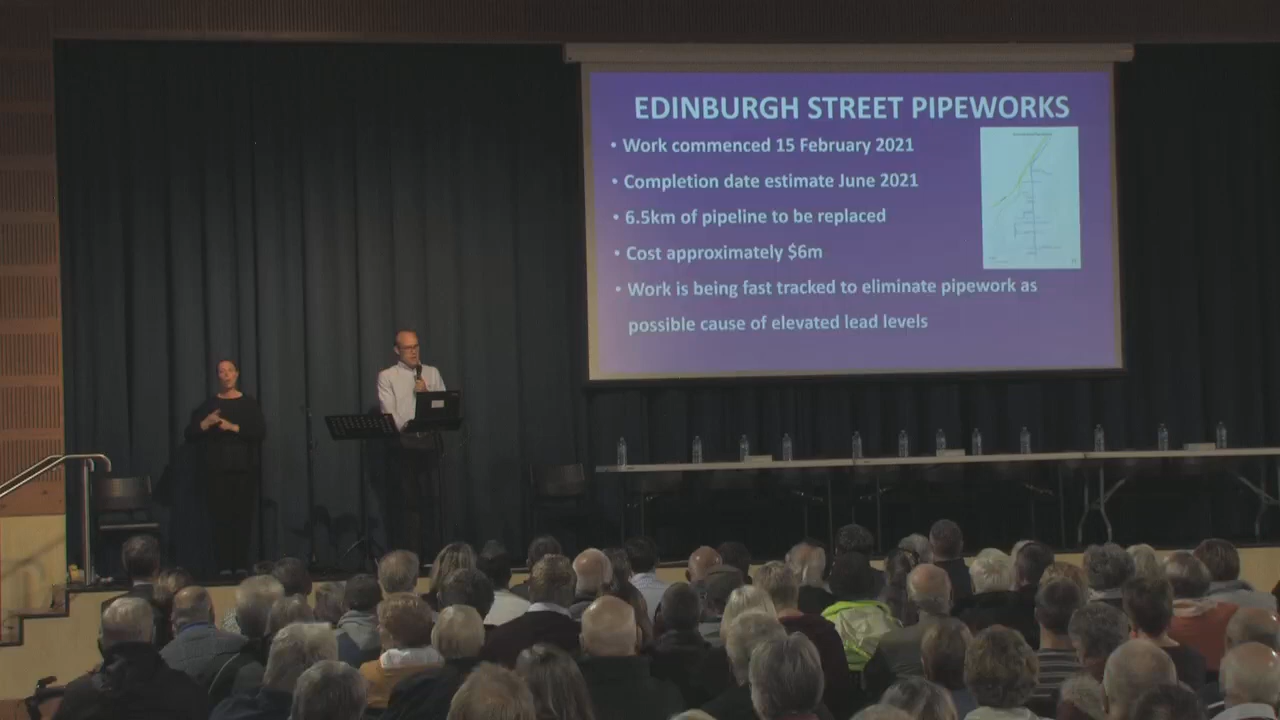 EDINBURGH STREET PIPEWORKS
• Work commenced 15 February 2021
• Completion date estimate June 2021
• 6.5km of pipeline to be replaced
• Cost approximately $6m
• Work is being fast tracked to eliminate pipework as
possible cause of elevated lead levels